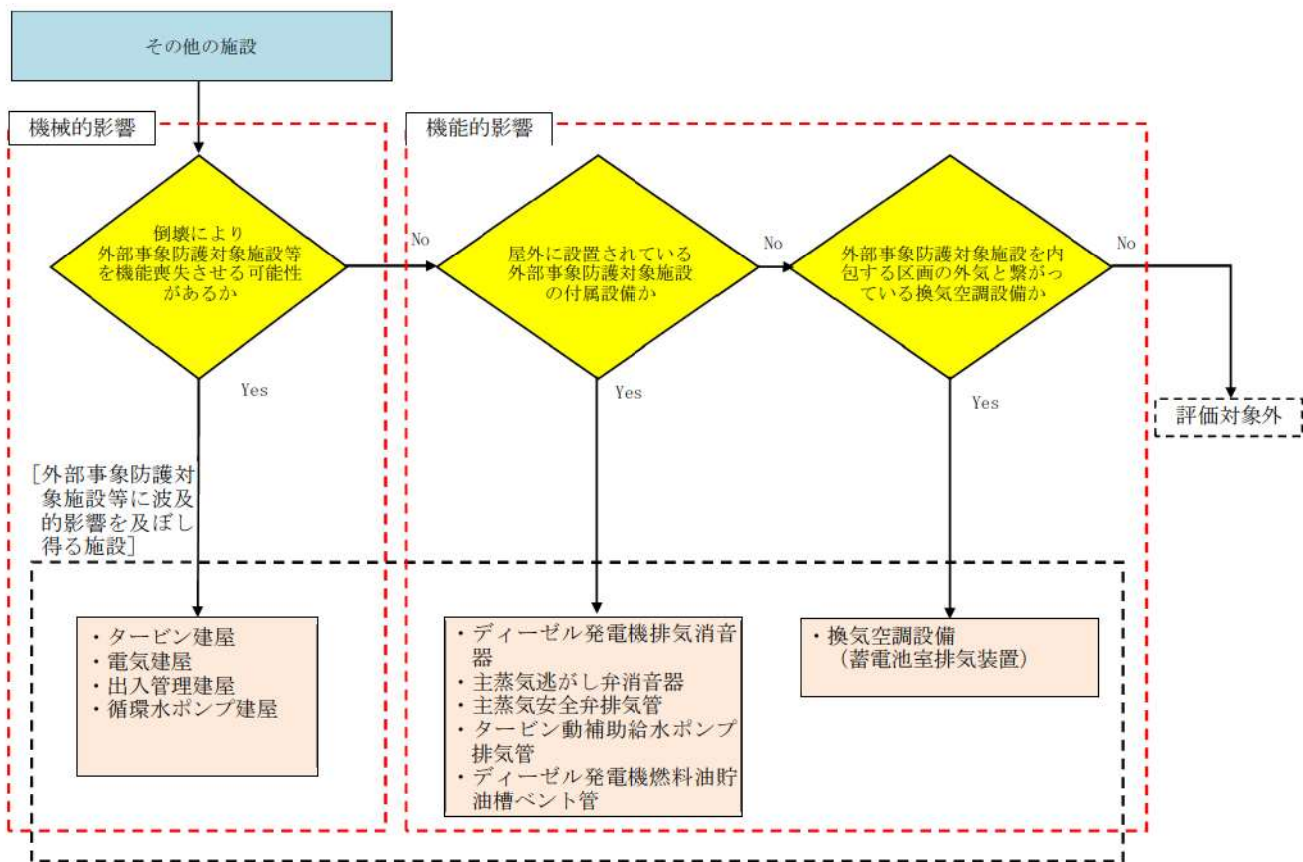 その他の施設
機械的影響
倒壊により
外部事象防護対象施設等
を機能喪失させる可能性
があるか
No
Yes
[外部事象防護対
象施設等に波及
的影響を及ぼし
得る施設]
・タービン建屋
・電気建屋
・出入管理建屋
・循環水ポンプ建屋
機能的影響
屋外に設置されている
外部事象防護対象施設
の付属設備か
No
Yes
・ディーゼル発電機排気消音
器
・主蒸気逃がし弁消音器
・主蒸気安全弁排気管
・タービン動補助給水ポンプ
排気管
・ディーゼル発電機燃料油貯
油槽ベント管
外部事象防護対象施設を内
包する区画の外気と繋がっ
ている換気空調設備か
No
Yes
・換気空調設備
（蓄電池室排気装置）
評価対象外